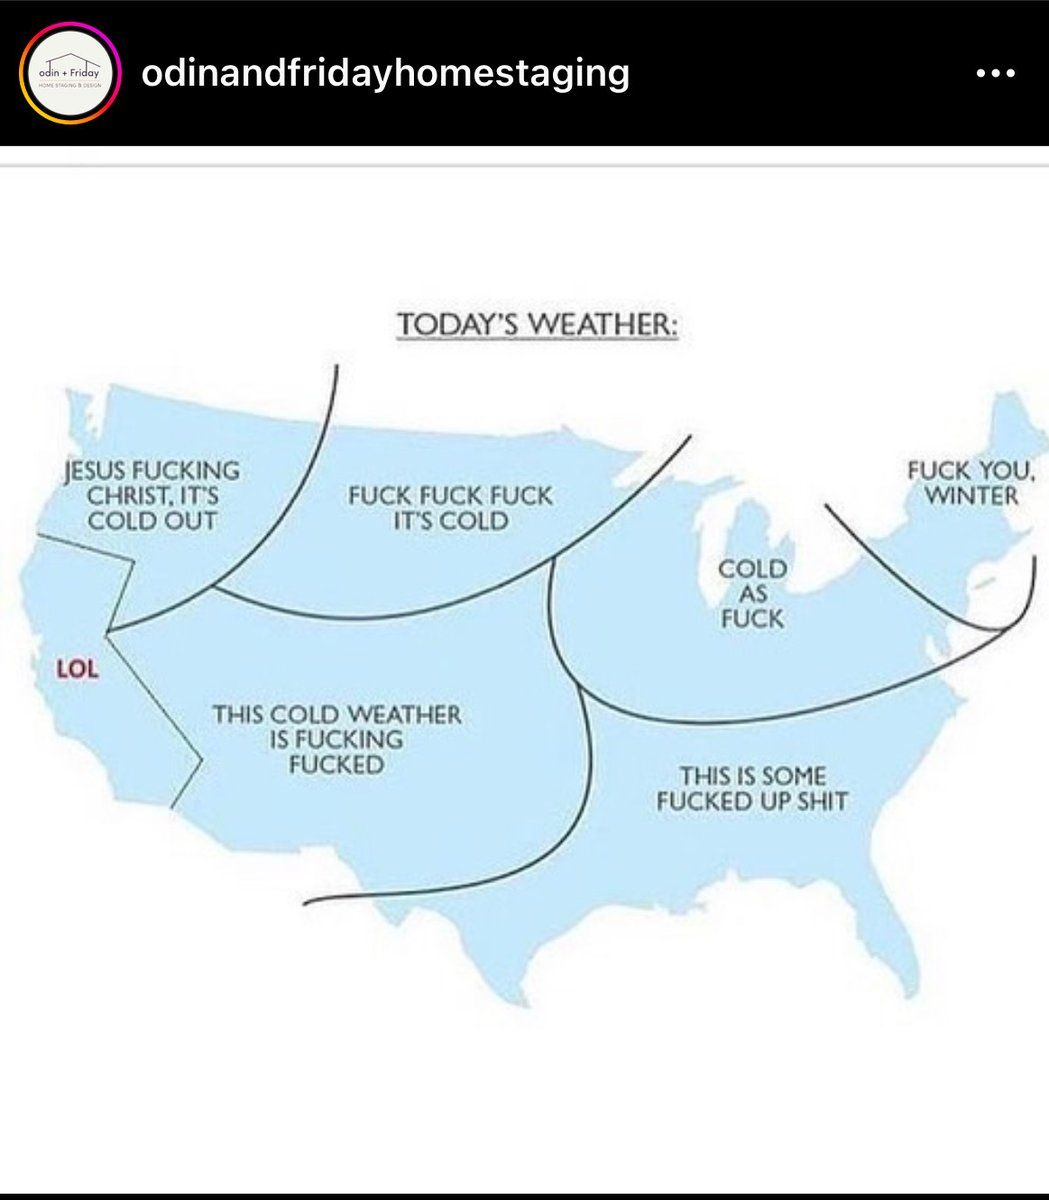 odin + Friday
HOME STAGING & DESIGN
odinandfridayhomestaging
TODAY'S WEATHER:
JESUS FUCKING
CHRIST, IT'S
COLD OUT
FUCK FUCK FUCK
IT'S COLD
FUCK YOU,
WINTER
COLD
AS
FUCK
LOL
THIS COLD WEATHER
IS FUCKING
FUCKED
THIS IS SOME
FUCKED UP SHIT